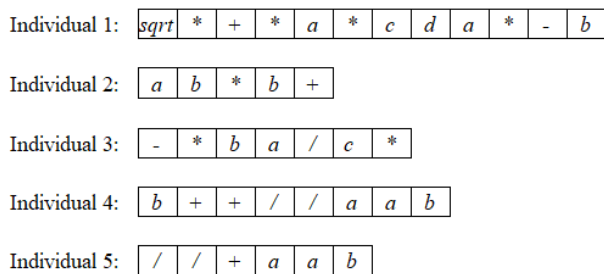 Individual 1: sqrt * + * a * c d a * - b
Individual 2: a b * b +
Individual 3: - * b a / c *
Individual 4: b + + / / a a b
Individual 5: / / + a a b